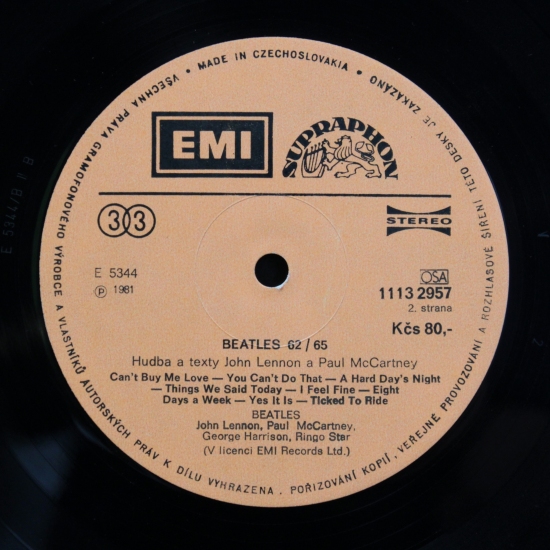 • MADE IN CZECHOSLOVAKIA •
VŠECHNA PRÁVA GRAMOFONOVÉHO VÝROBCE A VLASTNÍKŮ AUTORSKÝCH PRÁV K DÍLU VYHRAZENA. POŘIZOVÁNÍ KOPIÍ, VEŘEJNÉ PROVOZOVÁNÍ A ROZHLASOVÉ ŠÍŘENÍ TÉTO DESKY JE ZAKÁZÁNO
EMI
SUPRAPHON
33
STEREO
E 5344
Ⓟ 1981
OSA
1113 2957
2. strana
Kčs 80,-
BEATLES 62/65
Hudba a texty John Lennon a Paul McCartney
Can't Buy Me Love — You Can't Do That — A Hard Day's Night
— Things We Said Today — I Feel Fine — Eight
Days a Week — Yes It Is — Ticked To Ride
BEATLES
John Lennon, Paul McCartney,
George Harrison, Ringo Star
(V licenci EMI Records Ltd.)